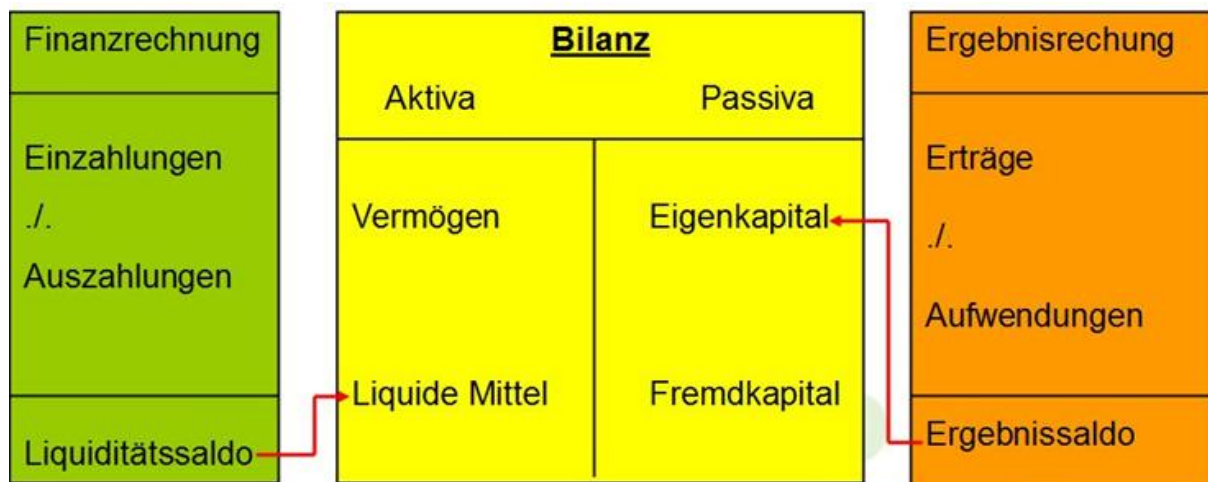 Finanzrechnung
Einzahlungen
./.
Auszahlungen
Liquiditätssaldo
Bilanz
Aktiva Passiva
Vermögen Eigenkapital
Liquide Mittel Fremdkapital
Ergebnisrechung
Erträge
./.
Aufwendungen
Ergebnissaldo